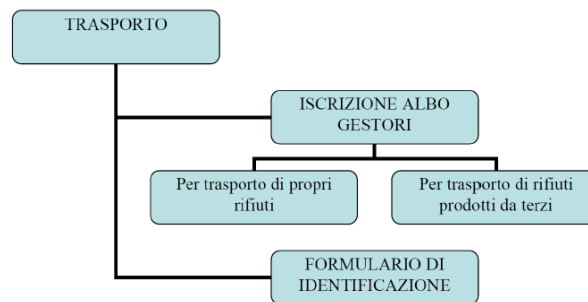 TRASPORTO
ISCRIZIONE ALBO
GESTORI
Per trasporto di propri
rifiuti
Per trasporto di rifiuti
prodotti da terzi
FORMULARIO DI
IDENTIFICAZIONE